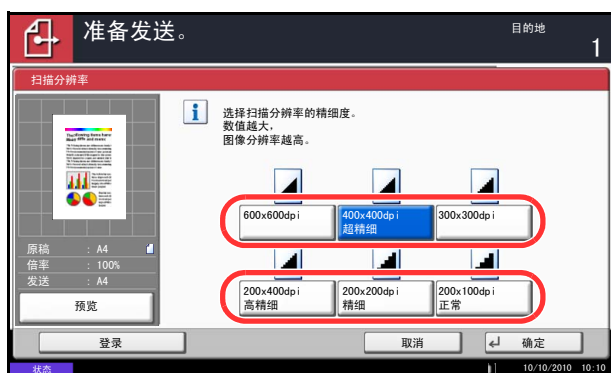 准备发送。
目的地
1
扫描分辨率
选择扫描分辨率的精细度。
数值越大，
图像分辨率越高。
600x600dpi
400x400dpi
超精细
300x300dpi
200x400dpi
高精细
200x200dpi
精细
200x100dpi
正常
原稿 : A4
倍率 : 100%
发送 : A4
预览
登录
取消
确定
状态
10/10/2010 10:10